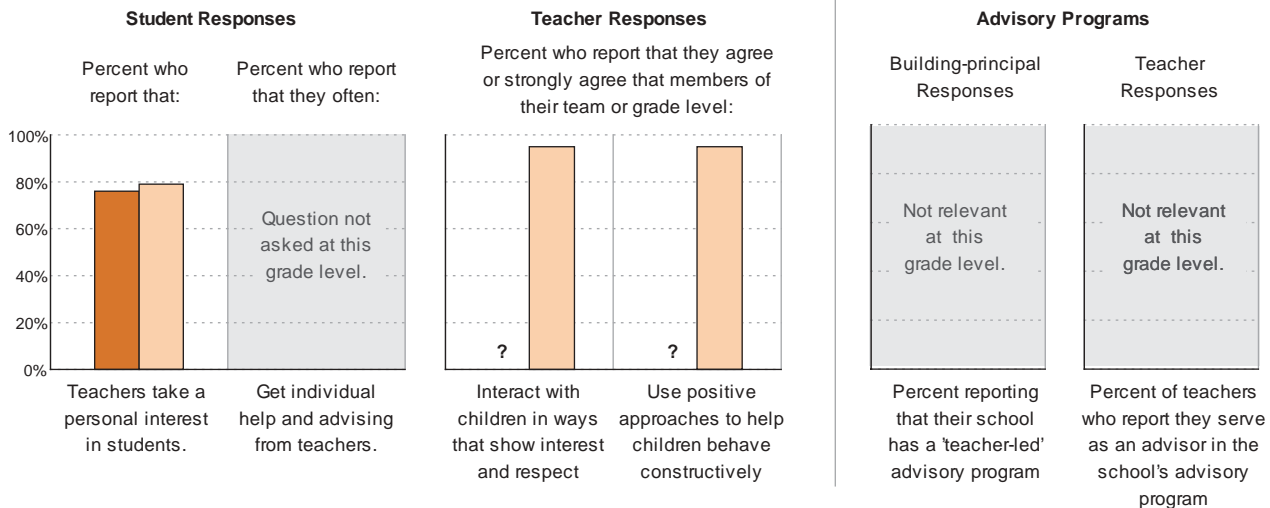 Student Responses
Percent who
report that:
Percent who report
that they often:
100%
80%
60%
40%
20%
0%
Question not
asked at this
grade level.
Teachers take a
personal interest
in students.
Get individual
help and advising
from teachers.
Teacher Responses
Percent who report that they agree
or strongly agree that members of
their team or grade level:
?
?
Interact with
children in ways
that show interest
and respect
Use positive
approaches to help
children behave
constructively
Advisory Programs
Building-principal
Responses
Teacher
Responses
Not relevant
at this
grade level.
Not relevant
at this
grade level.
Percent reporting
that their school
has a 'teacher-led'
advisory program
Percent of teachers
who report they serve
as an advisor in the
school's advisory
program